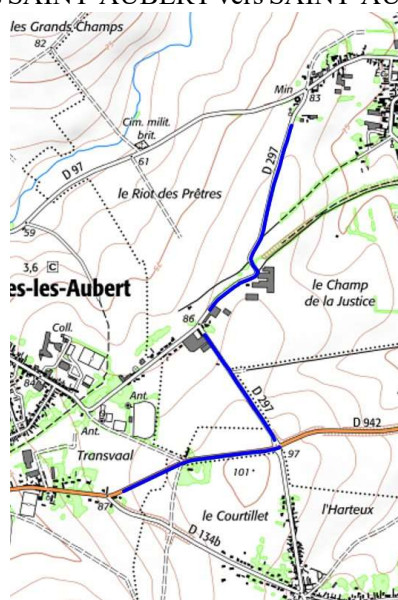 SAINT-AUBERT vers SAINT-AU
les Grands Champs
82
Min
83
Cim. milit.
brit.
61
D 97
D 297
le Riot des Prêtres
59
3,6 C
le Champ
de la Justice
es-les-Aubert
86
Coll.
84
Ant.
D 297
D 942
Ant.
Transvaal
97
101
87
le Courtillet
l'Harteux
D 134b